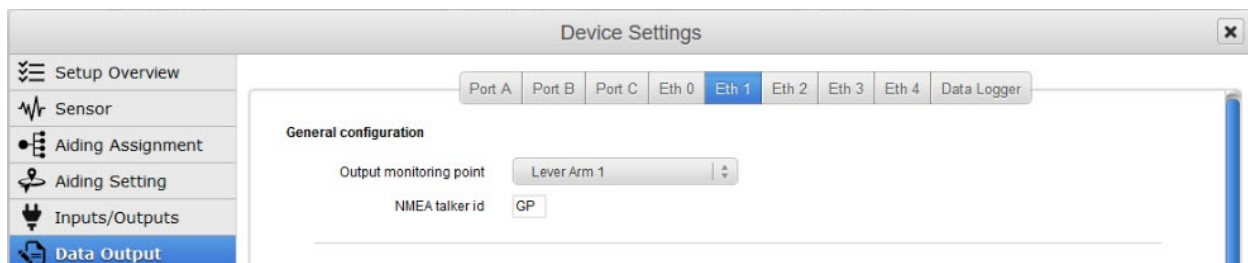 Device Settings
Setup Overview
Sensor
Aiding Assignment
Aiding Setting
Inputs/Outputs
Data Output
Port A Port B Port C Eth 0 Eth 1 Eth 2 Eth 3 Eth 4 Data Logger
General configuration
Output monitoring point Lever Arm 1
NMEA talker id GP